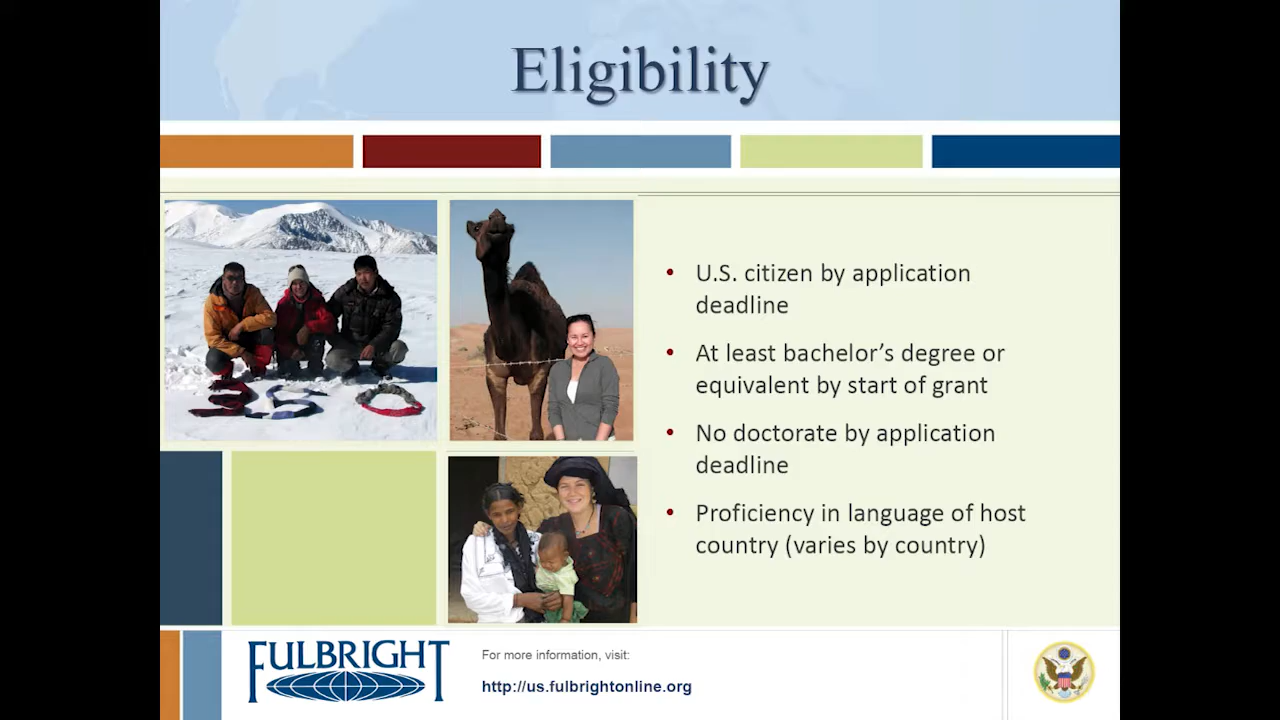 Eligibility
• U.S. citizen by application
deadline
• At least bachelor’s degree or
equivalent by start of grant
• No doctorate by application
deadline
• Proficiency in language of host
country (varies by country)
350
FULBRIGHT
For more information, visit:
http://us.fulbrightonline.org